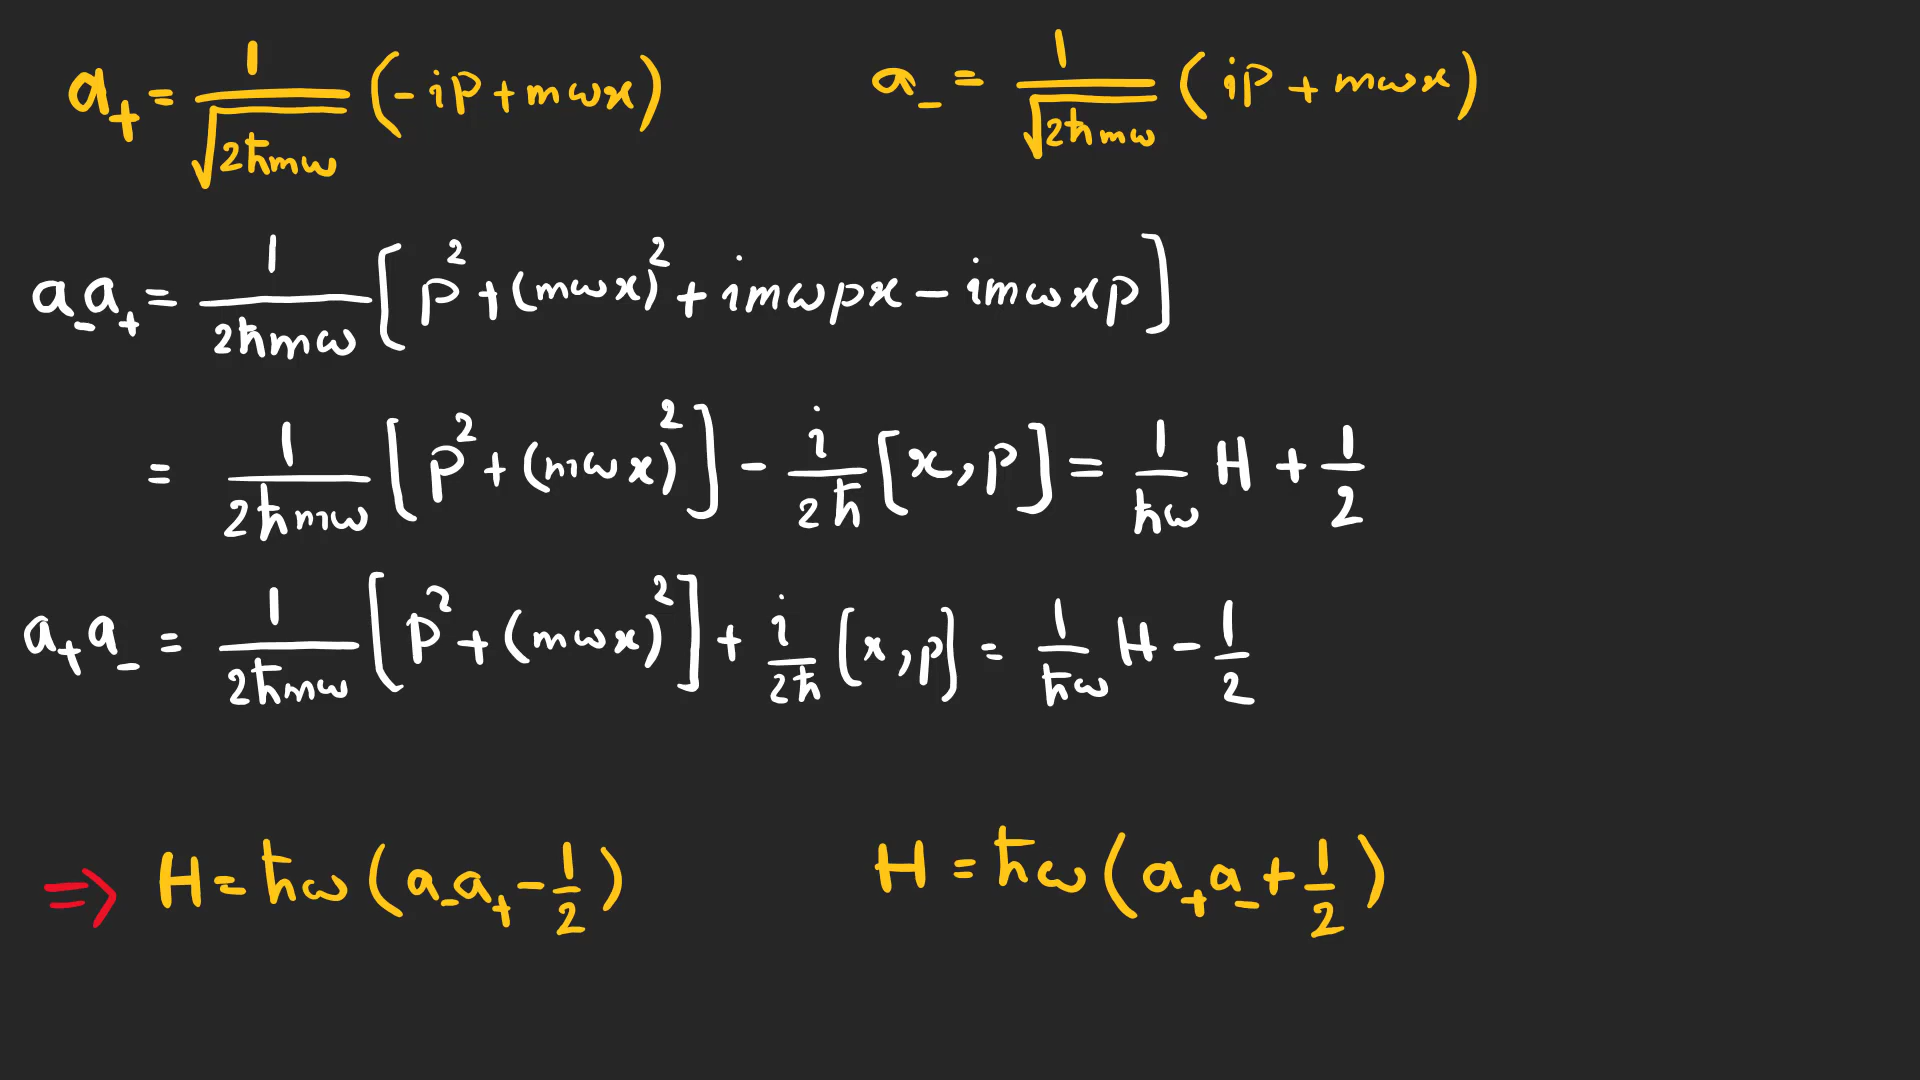 a₊ = 1/√(2ħmω) (-ip + mωx)    a₋ = 1/√(2ħmω) (ip + mωx)
a₋a₊ = 1/(2ħmω) [p² + (mωx)² + imωpx - imωxp]
= 1/(2ħmω) [p² + (mωx)²] - i/(2ħ) [x,p] = 1/(ħω) H + 1/2
a₊a₋ = 1/(2ħmω) [p² + (mωx)²] + i/(2ħ) [x,p] = 1/(ħω) H - 1/2
⇒ H = ħω (a₋a₊ - 1/2)    H = ħω (a₊a₋ + 1/2)